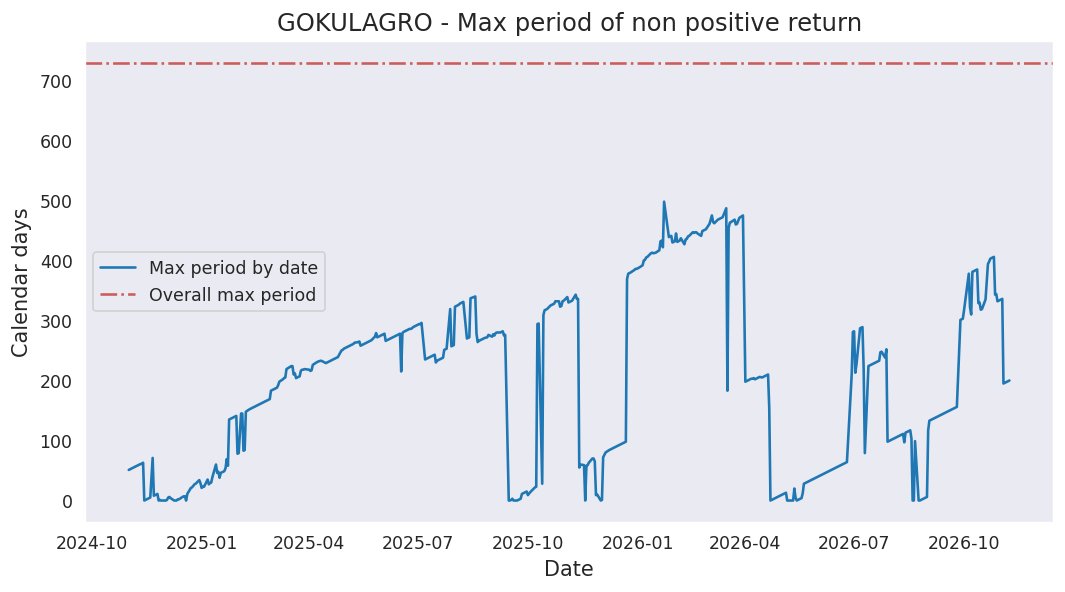 GOKULAGRO - Max period of non positive return
Calendar days
700
600
500
400
300
200
100
0
Max period by date
Overall max period
2024-10 2025-01 2025-04 2025-07 2025-10 2026-01 2026-04 2026-07 2026-10
Date